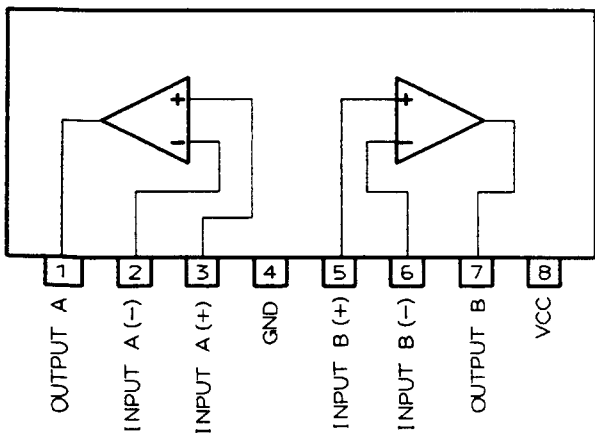 +
−
+
−
1 2 3 4 5 6 7 8
OUTPUT A
INPUT A (-)
INPUT A (+)
GND
INPUT B (+)
INPUT B (-)
OUTPUT B
VCC